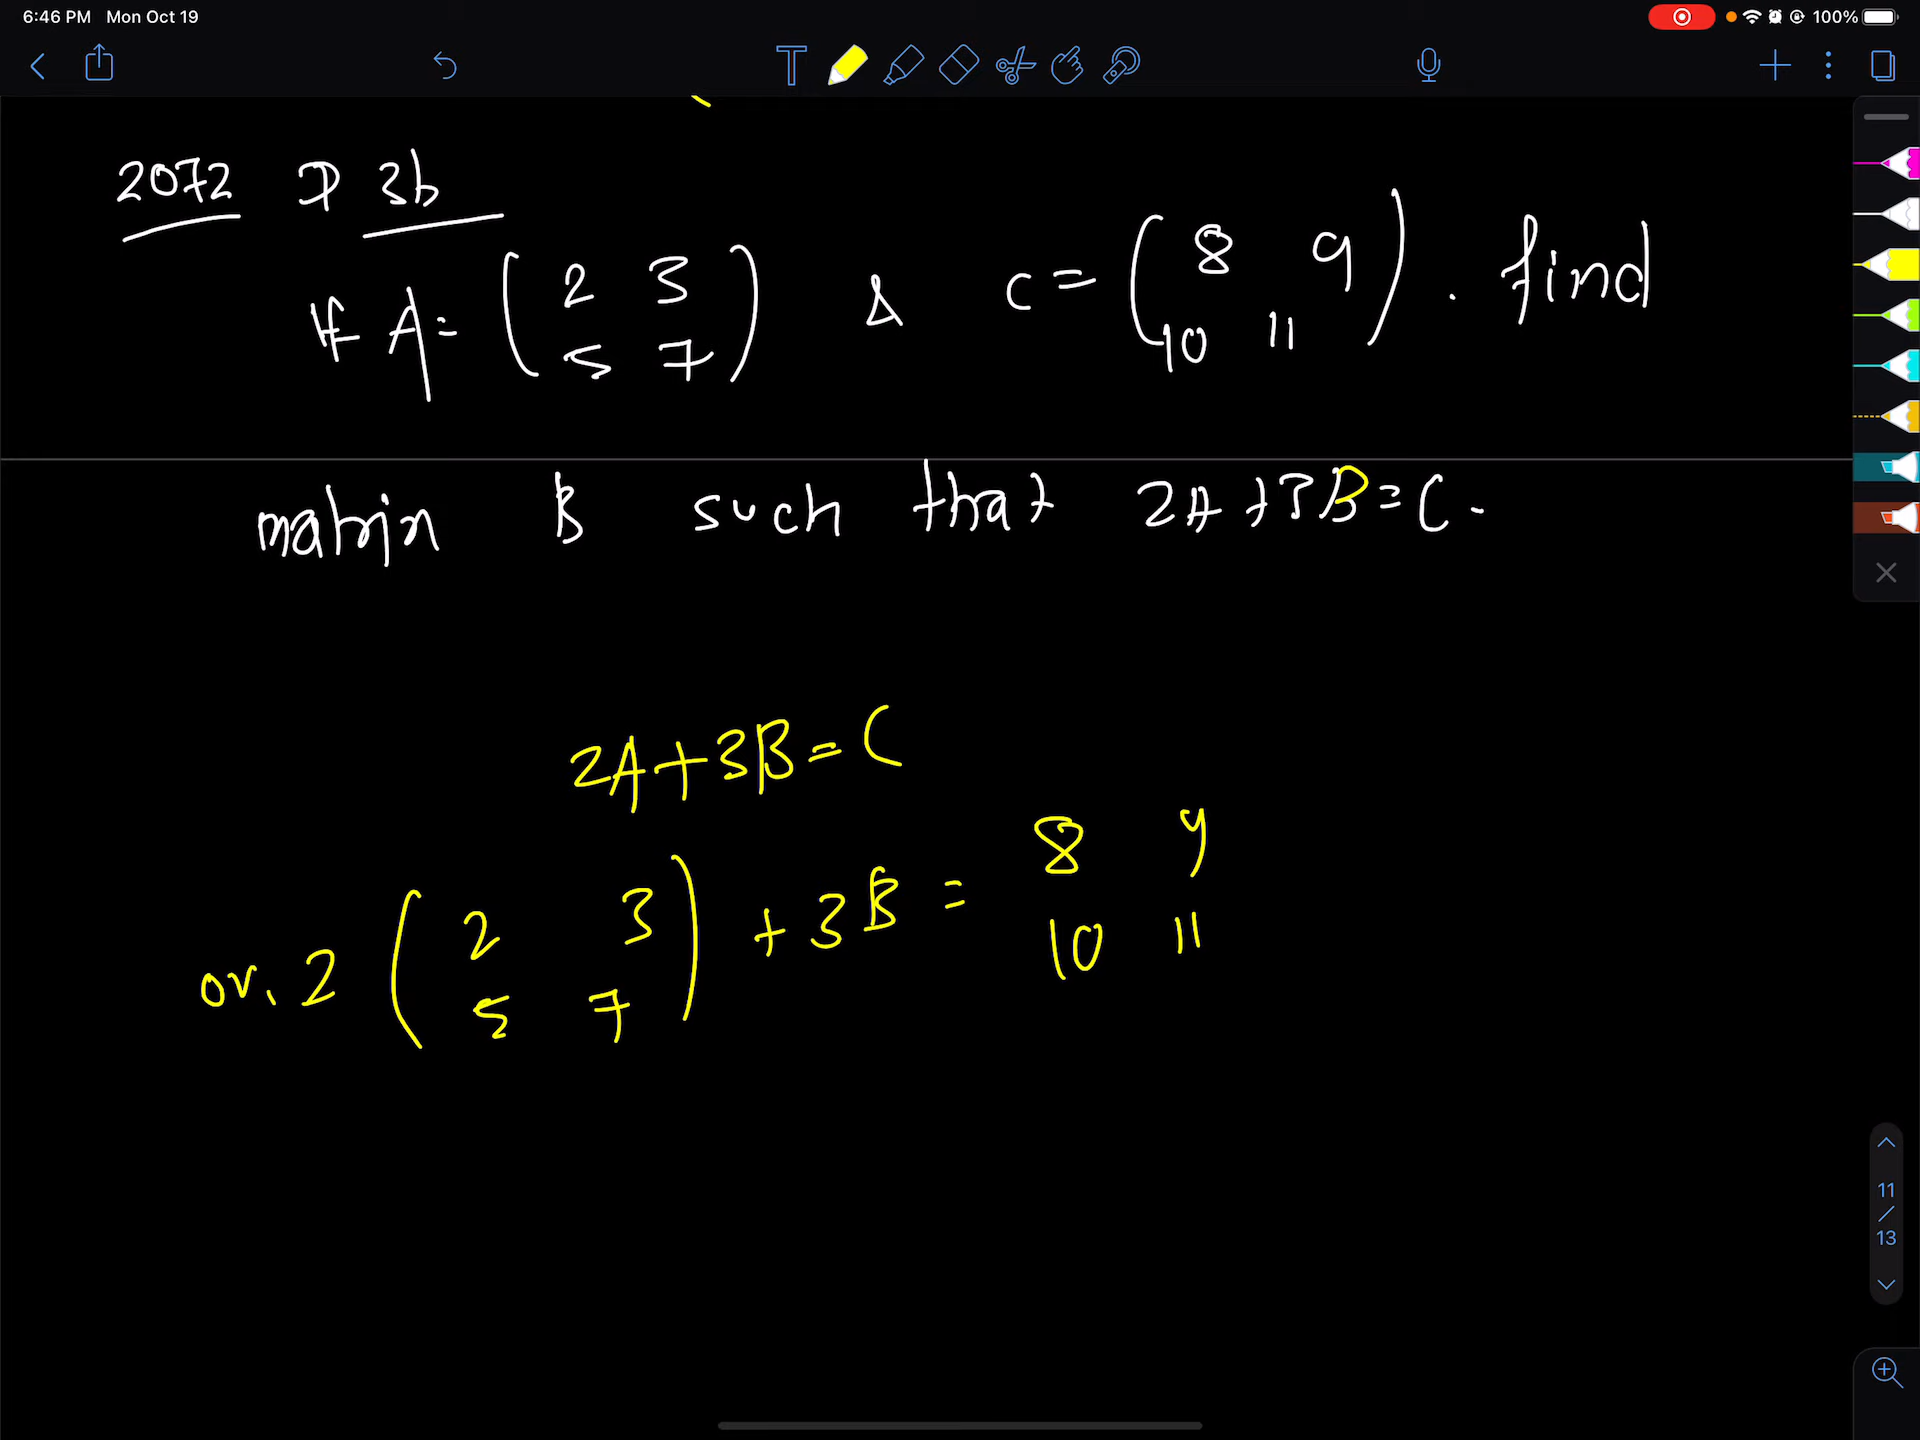 6:46 PM Mon Oct 19
100%
2072 3b
If A = ( 2 3 & C = ( 8 9 ) . find
5 7 ) 10 11
matrix B such that 2A + 3B = C .
2A + 3B = C
or, 2 ( 2 3 ) + 3B = 8 9
5 7 10 11
11
/
13